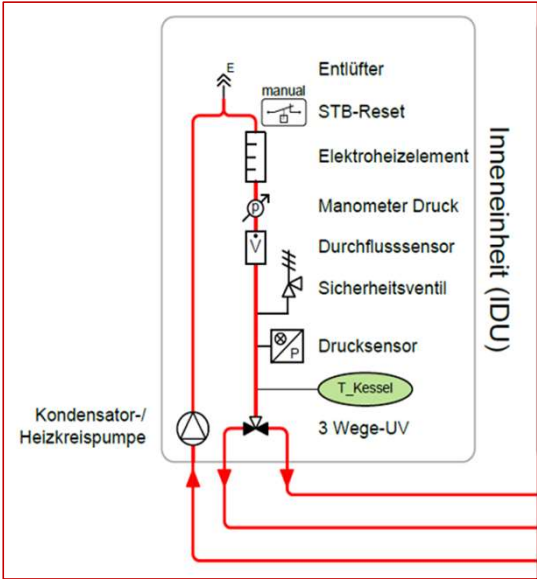 E
Entlüfter
manual
STB-Reset
Elektroheizelement
p
Manometer Druck
V
Durchflusssensor
Sicherheitsventil
P
Drucksensor
T_Kessel
Kondensator-/
Heizkreispumpe
3 Wege-UV
Inneneinheit (IDU)